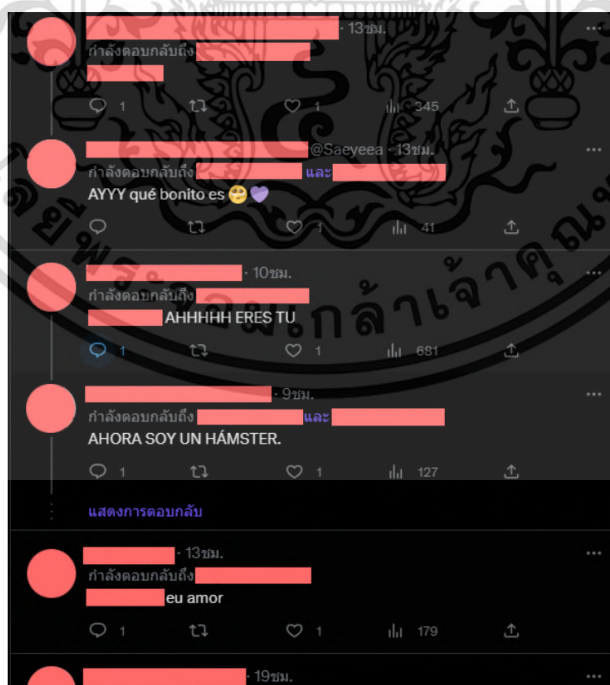 · 13ชม.
กำลังตอบกลับถึง
1 1 345
@Saeyeea · 13ชม.
กำลังตอบกลับถึง และ
AYYY qué bonito es 🥹💜
1 41
· 10ชม.
กำลังตอบกลับถึง
AHHHHH ERES TU
1 1 681
· 9ชม.
กำลังตอบกลับถึง และ
AHORA SOY UN HÁMSTER.
1 1 127
แสดงการตอบกลับ
· 13ชม.
กำลังตอบกลับถึง
eu amor
1 1 179
· 19ชม.